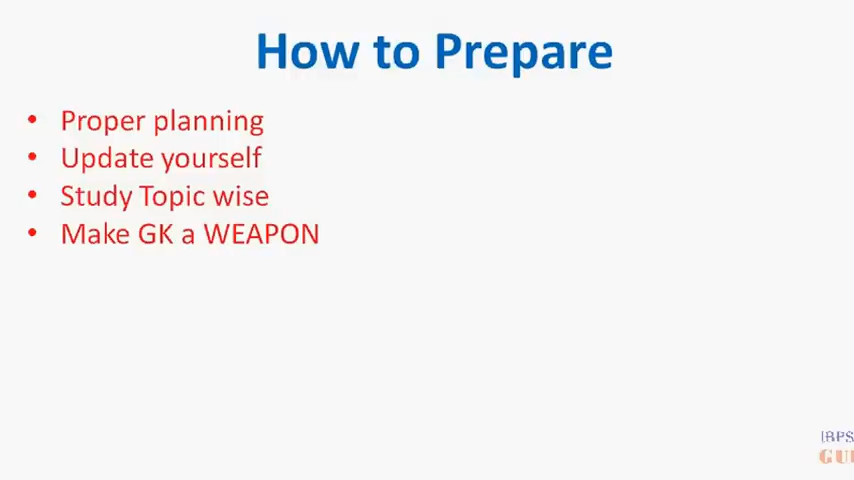 How to Prepare
• Proper planning
• Update yourself
• Study Topic wise
• Make GK a WEAPON
IBPS